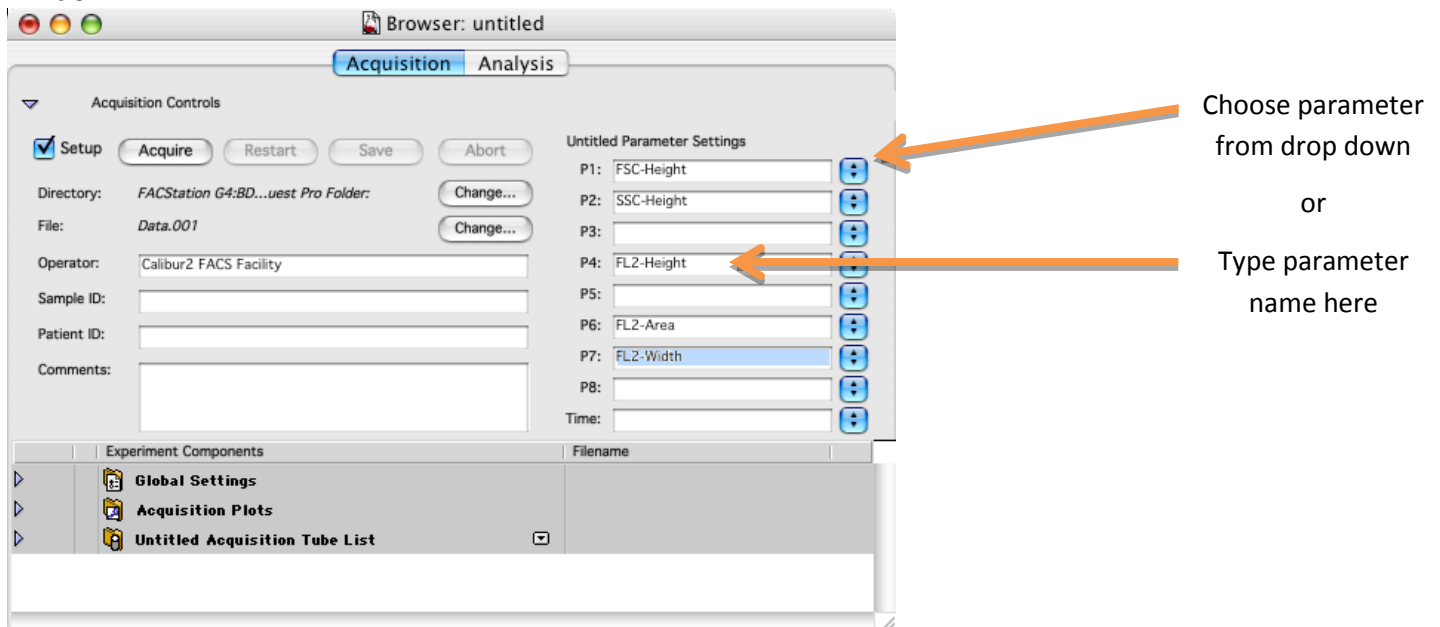 Browser: untitled
Acquisition Analysis
Acquisition Controls
Setup Acquire Restart Save Abort
Directory: FACStation G4:BD...uest Pro Folder: Change...
File: Data.001 Change...
Operator: Calibur2 FACS Facility
Sample ID:
Patient ID:
Comments:
Untitled Parameter Settings
P1: FSC-Height
P2: SSC-Height
P3:
P4: FL2-Height
P5:
P6: FL2-Area
P7: FL2-Width
P8:
Time:
Experiment Components Filename
Global Settings
Acquisition Plots
Untitled Acquisition Tube List
Choose parameter
from drop down
or
Type parameter
name here